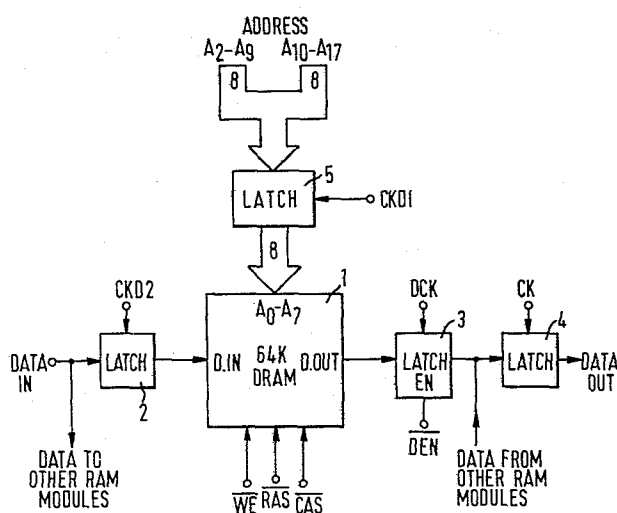 ADDRESS
A2-A9 A10-A17
8 8
5
LATCH
CKD1
8
1
CKD2 A0-A7 DCK CK
3 4
DATA IN LATCH D.IN 64K DRAM D.OUT LATCH EN LATCH DATA OUT
2
DEN
DATA TO
OTHER RAM
MODULES
WE RAS CAS
DATA FROM
OTHER RAM
MODULES